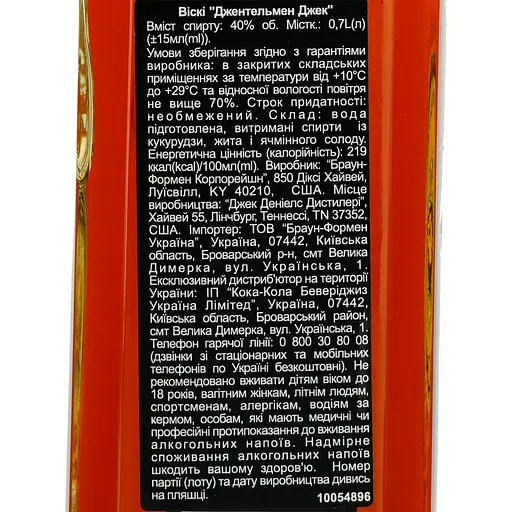 Віскі "Джентельмен Джек"
Вміст спирту: 40% об. Містк.: 0,7L(л)
(±15мл(ml)).
Умови зберігання згідно з гарантіями
виробника: в закритих складських
приміщеннях за температури від +10°С
до +29°С та відносної вологості повітря
не вище 70%. Строк придатності:
необмежений. Склад: вода
підготовлена, витримані спирти із
кукурудзи, жита і ячмінного солоду.
Енергетична цінність (калорійність): 219
ккал(kcal)/100мл(ml). Виробник: “Браун-
Формен Корпорейшн”, 850 Діксі Хайвей,
Луісвілл, KY 40210, США. Місце
виробництва: “Джек Деніелс Дистилері”,
Хайвей 55, Лінчбург, Теннессі, TN 37352,
США. Імпортер: ТОВ “Браун-Формен
Україна”, Україна, 07442, Київська
область, Броварський р-н, смт Велика
Димерка, вул. Українська, 1.
Ексклюзивний дистриб'ютор на території
України: ІП “Кока-Кола Беверіджиз
Україна Лімітед”, Україна, 07442,
Київська область, Броварський район,
смт Велика Димерка, вул. Українська, 1.
Телефон гарячої лінії: 0 800 30 80 08
(дзвінки зі стаціонарних та мобільних
телефонів по Україні безкоштовні). Не
рекомендовано вживати дітям віком до
18 років, вагітним жінкам, літнім людям,
спортсменам, алергікам, водіям за
кермом, особам, які мають медичні чи
професійні протипоказання до вживання
алкогольних напоїв. Надмірне
споживання алкогольних напоїв
шкодить вашому здоров'ю. Номер
партії (лоту) та дату виробництва дивись
на пляшці.
10054896